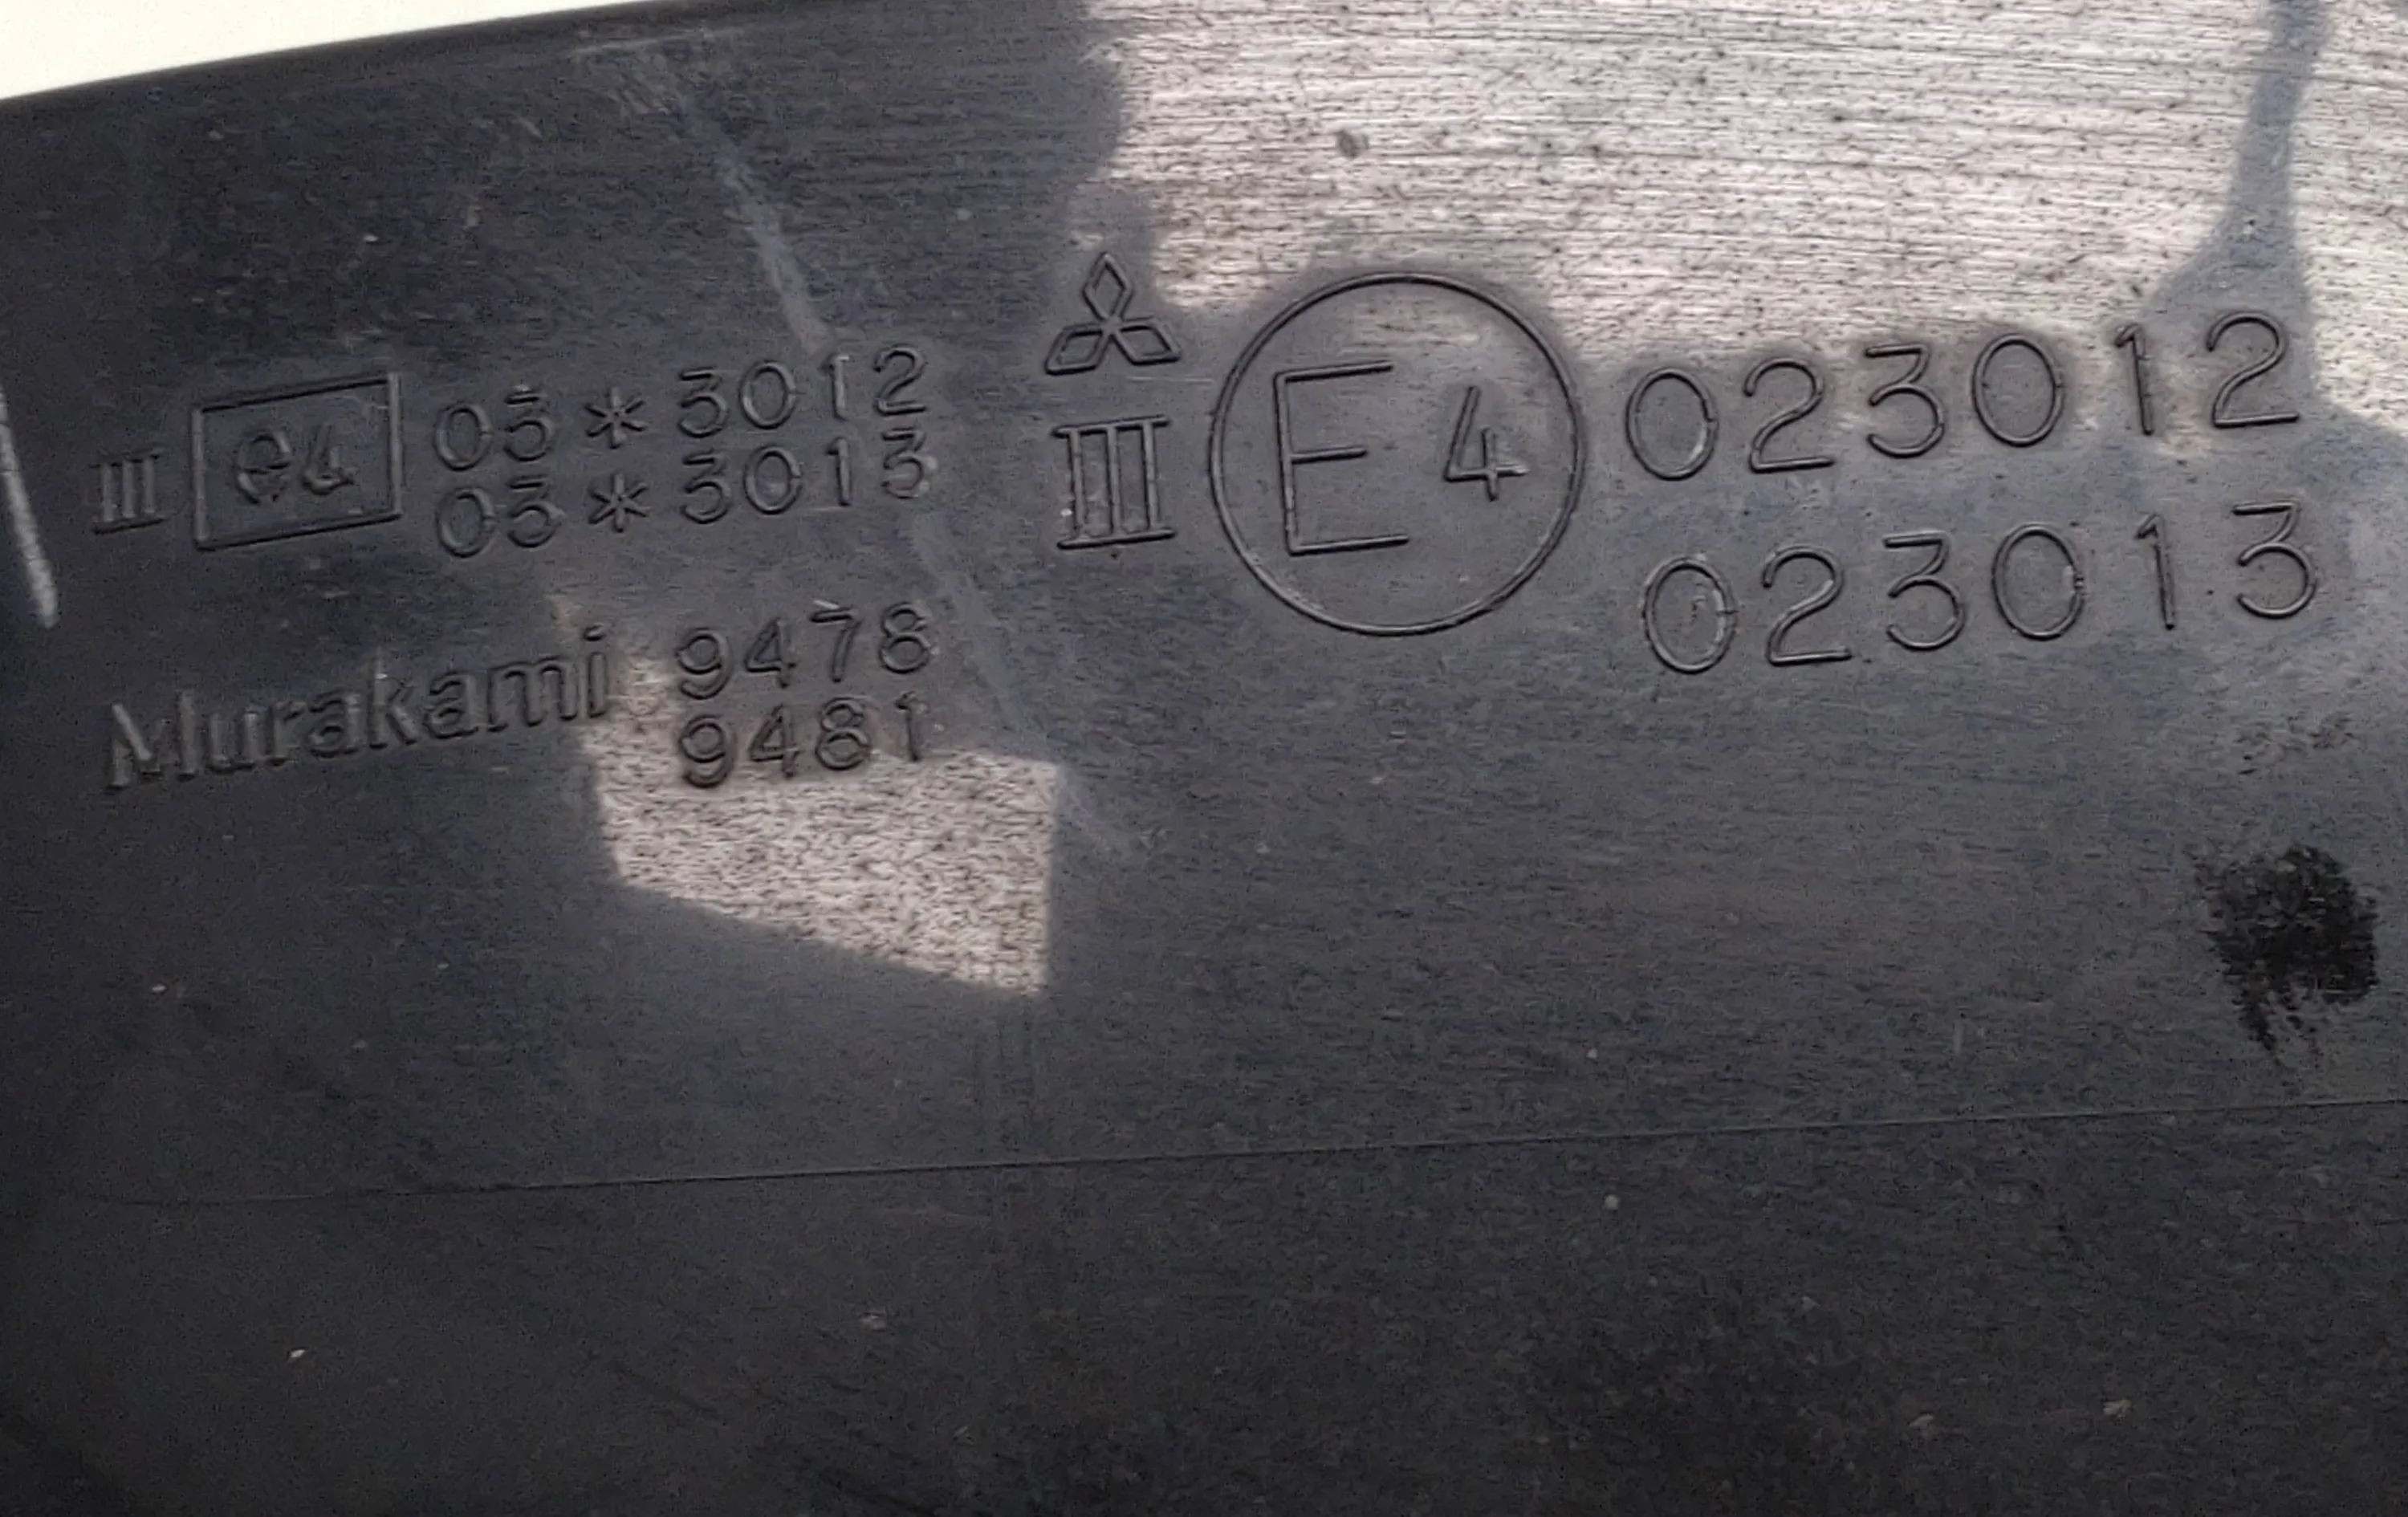 III e4 03*3012
03*3013
Murakami 9478
9481
III E4 023012
023013